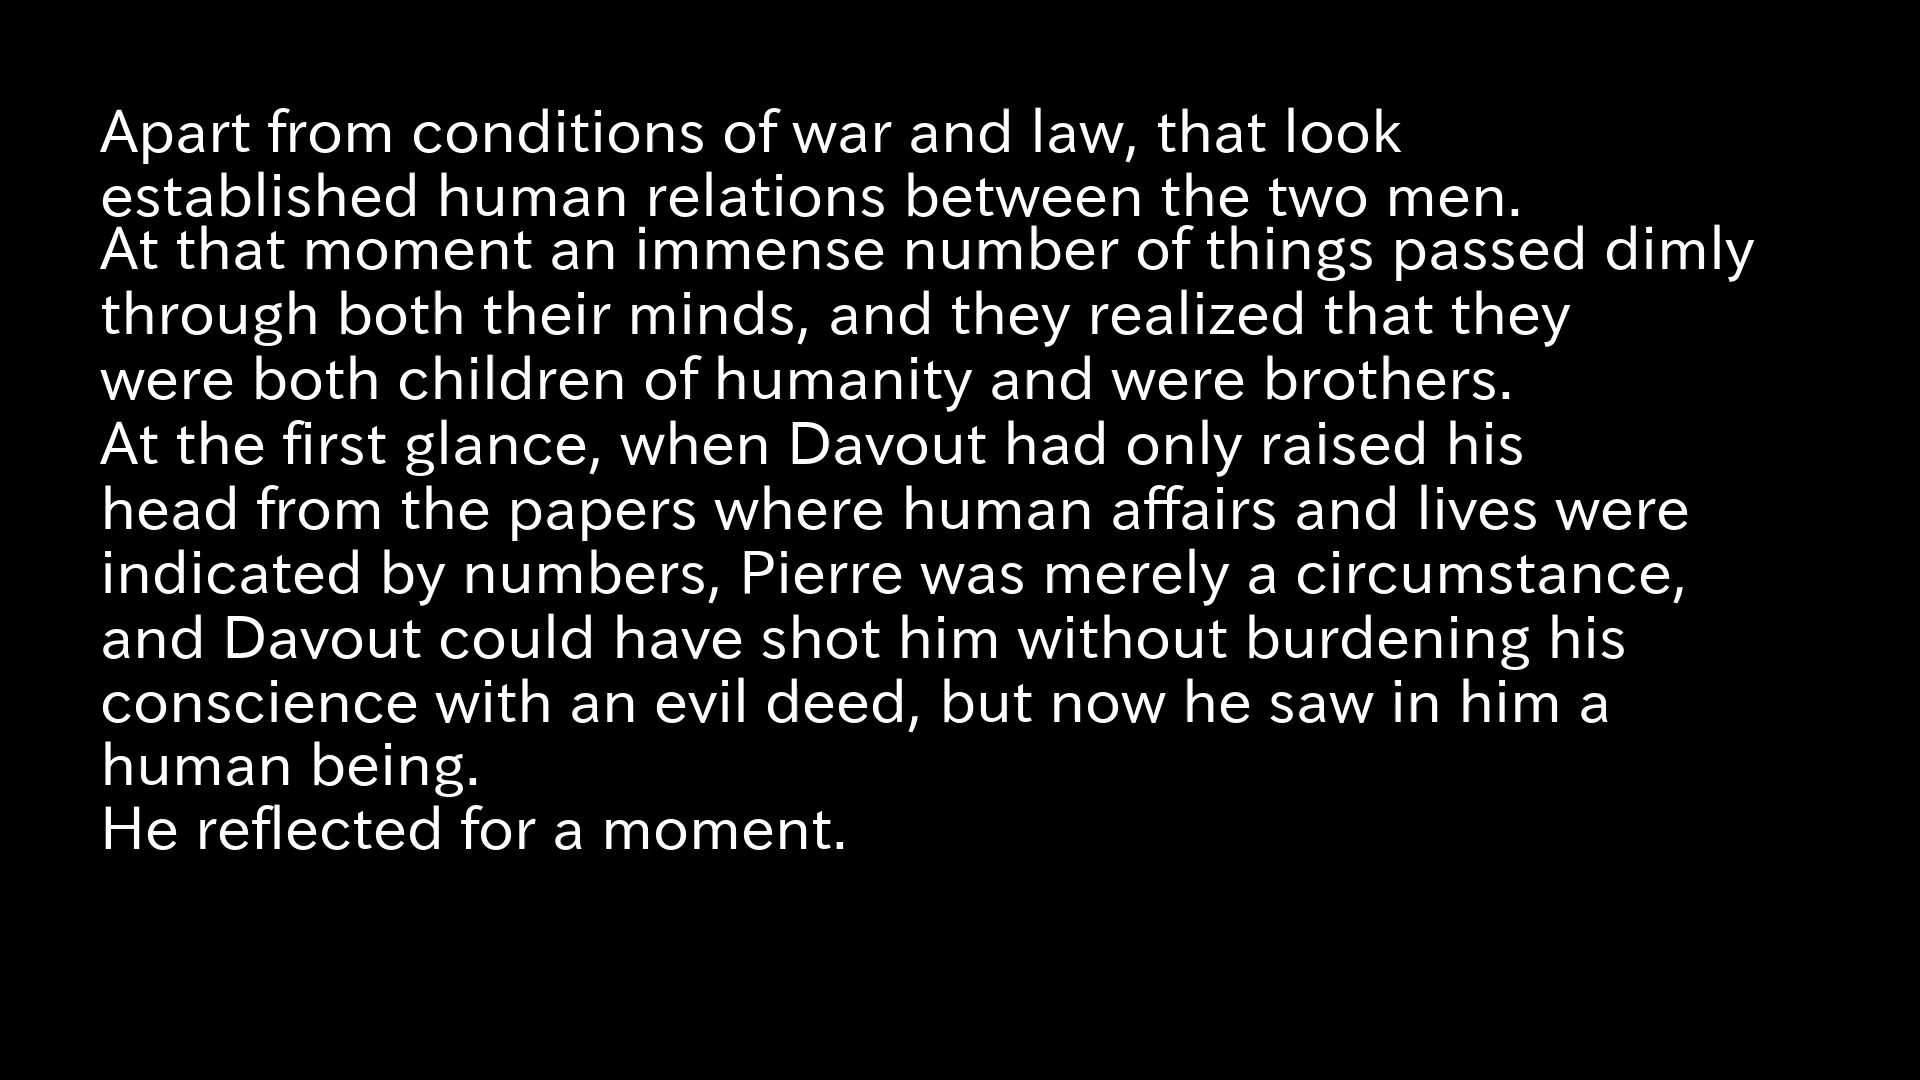 Apart from conditions of war and law, that look
established human relations between the two men.
At that moment an immense number of things passed dimly
through both their minds, and they realized that they
were both children of humanity and were brothers.
At the first glance, when Davout had only raised his
head from the papers where human affairs and lives were
indicated by numbers, Pierre was merely a circumstance,
and Davout could have shot him without burdening his
conscience with an evil deed, but now he saw in him a
human being.
He reflected for a moment.